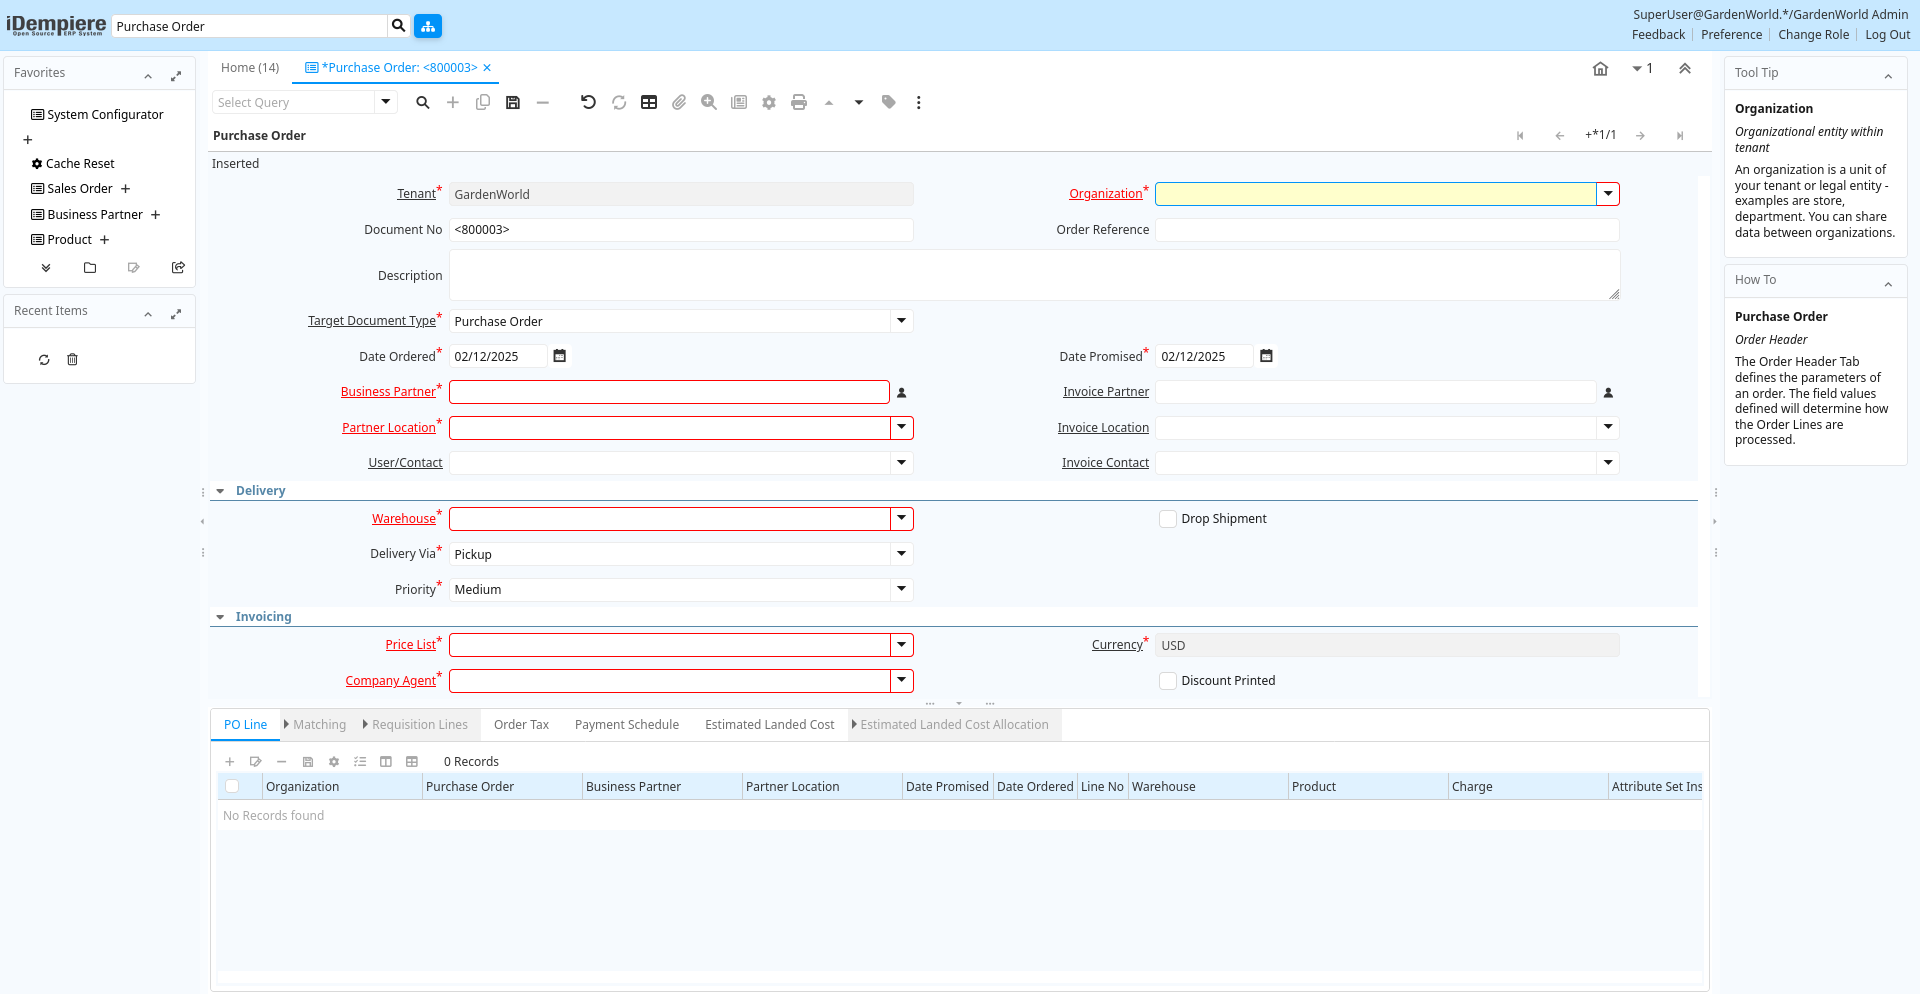 iDempiere
Open Source ERP System
Purchase Order
SuperUser@GardenWorld.*/GardenWorld Admin
Feedback Preference Change Role Log Out
Favorites
System Configurator
Cache Reset
Sales Order
Business Partner
Product
Recent Items
Home (14) *Purchase Order: <800003>
1
Select Query
Purchase Order
+*1/1
Inserted
Tenant* GardenWorld Organization*
Document No <800003> Order Reference
Description
Target Document Type* Purchase Order
Date Ordered* 02/12/2025 Date Promised* 02/12/2025
Business Partner* Invoice Partner
Partner Location* Invoice Location
User/Contact Invoice Contact
Delivery
Warehouse* Drop Shipment
Delivery Via* Pickup
Priority* Medium
Invoicing
Price List* Currency* USD
Company Agent* Discount Printed
PO Line Matching Requisition Lines Order Tax Payment Schedule Estimated Landed Cost Estimated Landed Cost Allocation
0 Records
Organization Purchase Order Business Partner Partner Location Date Promised Date Ordered Line No Warehouse Product Charge Attribute Set Ins
No Records found
Tool Tip
Organization
Organizational entity within
tenant
An organization is a unit of
your tenant or legal entity -
examples are store,
department. You can share
data between organizations.
How To
Purchase Order
Order Header
The Order Header Tab
defines the parameters of
an order. The field values
defined will determine how
the Order Lines are
processed.